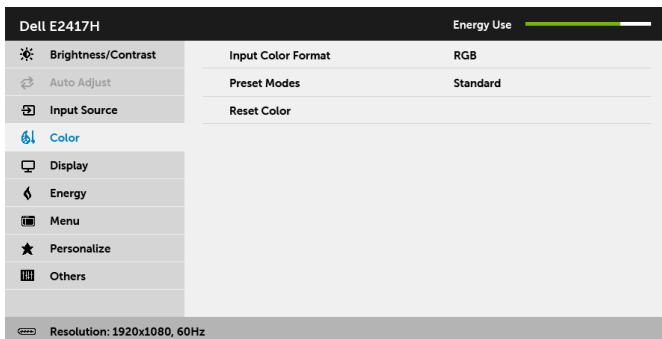 Dell E2417H Energy Use
Brightness/Contrast Input Color Format RGB
Auto Adjust Preset Modes Standard
Input Source Reset Color
Color
Display
Energy
Menu
Personalize
Others
Resolution: 1920x1080, 60Hz